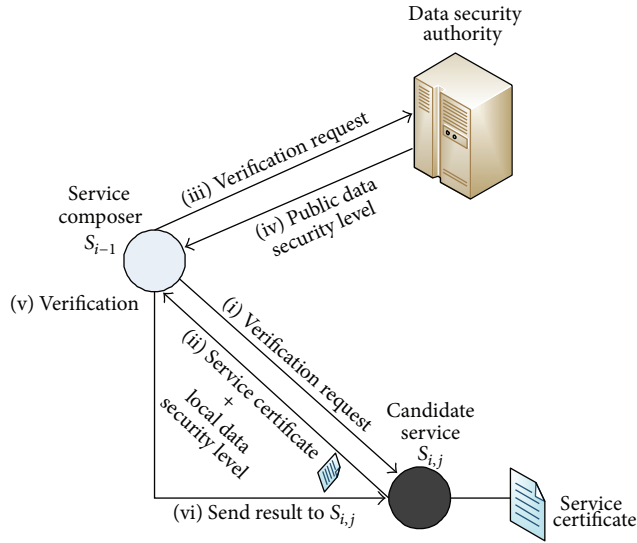 Data security
authority
(iii) Verification request
(iv) Public data
security level
Service
composer
S_{i−1}
(v) Verification
(i) Verification request
(ii) Service certificate
+
local data
security level
Candidate
service
S_{i,j}
(vi) Send result to S_{i,j}
Service
certificate